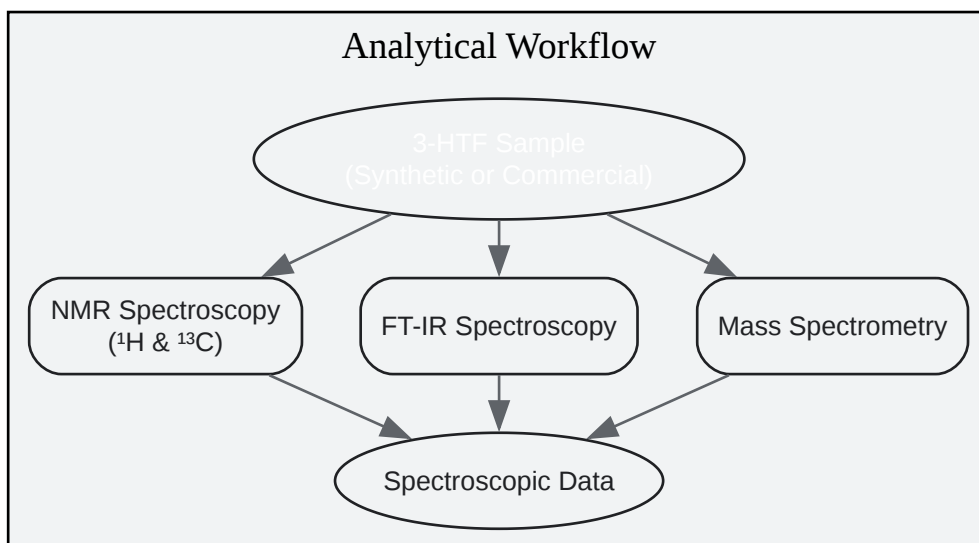 Analytical Workflow
3-HTF Sample
(Synthetic or Commercial)
NMR Spectroscopy
(¹H & ¹³C)
FT-IR Spectroscopy
Mass Spectrometry
Spectroscopic Data